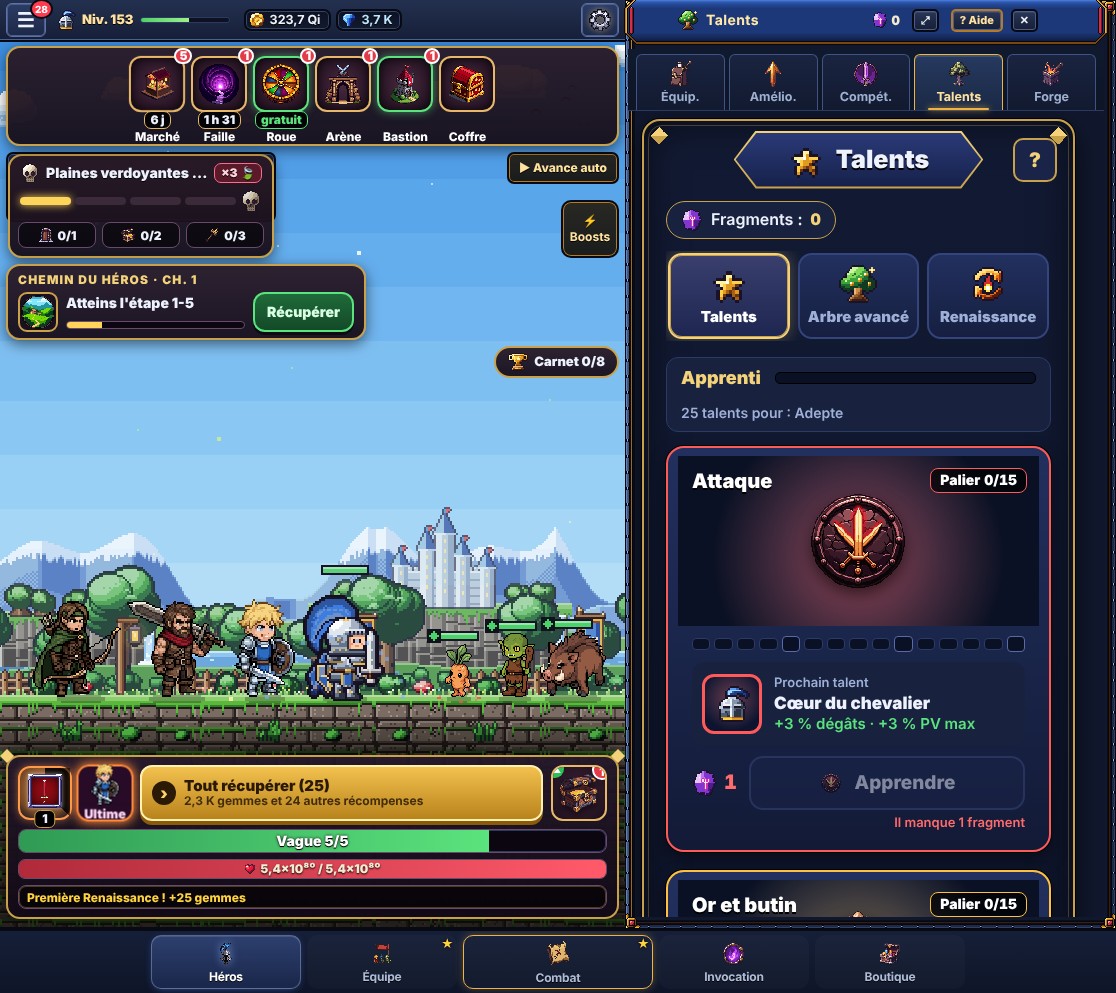 28
Niv. 153
323,7 Qi
3,7 K
Talents
0
? Aide
5
1
1
1
1
6 j
1 h 31
gratuit
Marché
Faille
Roue
Arène
Bastion
Coffre
Équip.
Amélio.
Compét.
Talents
Forge
Plaines verdoyantes ...
×3
0/1
0/2
0/3
Avance auto
Boosts
CHEMIN DU HÉROS · CH. 1
Atteins l'étape 1-5
Récupérer
Carnet 0/8
Talents
?
Fragments : 0
Talents
Arbre avancé
Renaissance
Apprenti
25 talents pour : Adepte
Attaque
Palier 0/15
Prochain talent
Cœur du chevalier
+3 % dégâts · +3 % PV max
1
Apprendre
Il manque 1 fragment
Or et butin
Palier 0/15
1
Ultime
Tout récupérer (25)
2,3 K gemmes et 24 autres récompenses
Vague 5/5
5,4×10⁸⁰ / 5,4×10⁸⁰
Première Renaissance ! +25 gemmes
Héros
Équipe
Combat
Invocation
Boutique